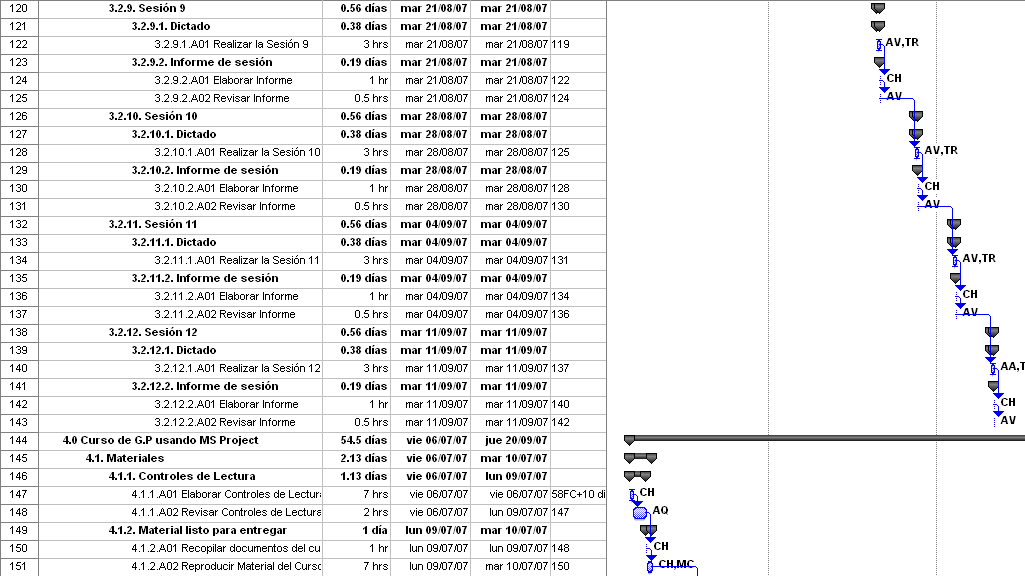 120 3.2.9. Sesión 9 0.56 días mar 21/08/07 mar 21/08/07
121 3.2.9.1. Dictado 0.38 días mar 21/08/07 mar 21/08/07
122 3.2.9.1.A01 Realizar la Sesión 9 3 hrs mar 21/08/07 mar 21/08/07 119 AV,TR
123 3.2.9.2. Informe de sesión 0.19 días mar 21/08/07 mar 21/08/07
124 3.2.9.2.A01 Elaborar Informe 1 hr mar 21/08/07 mar 21/08/07 122 CH
125 3.2.9.2.A02 Revisar Informe 0.5 hrs mar 21/08/07 mar 21/08/07 124 AV
126 3.2.10. Sesión 10 0.56 días mar 28/08/07 mar 28/08/07
127 3.2.10.1. Dictado 0.38 días mar 28/08/07 mar 28/08/07
128 3.2.10.1.A01 Realizar la Sesión 10 3 hrs mar 28/08/07 mar 28/08/07 125 AV,TR
129 3.2.10.2. Informe de sesión 0.19 días mar 28/08/07 mar 28/08/07
130 3.2.10.2.A01 Elaborar Informe 1 hr mar 28/08/07 mar 28/08/07 128 CH
131 3.2.10.2.A02 Revisar Informe 0.5 hrs mar 28/08/07 mar 28/08/07 130 AV
132 3.2.11. Sesión 11 0.56 días mar 04/09/07 mar 04/09/07
133 3.2.11.1. Dictado 0.38 días mar 04/09/07 mar 04/09/07
134 3.2.11.1.A01 Realizar la Sesión 11 3 hrs mar 04/09/07 mar 04/09/07 131 AV,TR
135 3.2.11.2. Informe de sesión 0.19 días mar 04/09/07 mar 04/09/07
136 3.2.11.2.A01 Elaborar Informe 1 hr mar 04/09/07 mar 04/09/07 134 CH
137 3.2.11.2.A02 Revisar Informe 0.5 hrs mar 04/09/07 mar 04/09/07 136 AV
138 3.2.12. Sesión 12 0.56 días mar 11/09/07 mar 11/09/07
139 3.2.12.1. Dictado 0.38 días mar 11/09/07 mar 11/09/07
140 3.2.12.1.A01 Realizar la Sesión 12 3 hrs mar 11/09/07 mar 11/09/07 137 AA,T
141 3.2.12.2. Informe de sesión 0.19 días mar 11/09/07 mar 11/09/07
142 3.2.12.2.A01 Elaborar Informe 1 hr mar 11/09/07 mar 11/09/07 140 CH
143 3.2.12.2.A02 Revisar Informe 0.5 hrs mar 11/09/07 mar 11/09/07 142 AV
144 4.0 Curso de G.P usando MS Project 54.5 días vie 06/07/07 jue 20/09/07
145 4.1. Materiales 2.13 días vie 06/07/07 mar 10/07/07
146 4.1.1. Controles de Lectura 1.13 días vie 06/07/07 lun 09/07/07
147 4.1.1.A01 Elaborar Controles de Lectura 7 hrs vie 06/07/07 vie 06/07/07 58FC+10 di CH
148 4.1.1.A02 Revisar Controles de Lectura 2 hrs vie 06/07/07 lun 09/07/07 147 AQ
149 4.1.2. Material listo para entregar 1 día lun 09/07/07 mar 10/07/07
150 4.1.2.A01 Recopilar documentos del cu 1 hr lun 09/07/07 lun 09/07/07 148 CH
151 4.1.2.A02 Reproducir Material del Curso 7 hrs lun 09/07/07 mar 10/07/07 150 CH,MC